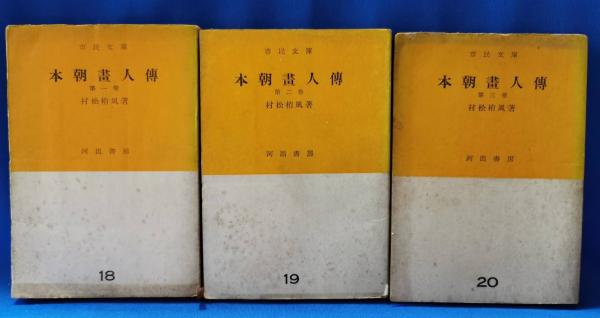 市民文庫
本朝畫人傳
第一卷
村松梢風著
河出書房
18
市民文庫
本朝畫人傳
第二卷
村松梢風著
河出書房
19
市民文庫
本朝畫人傳
第三卷
村松梢風著
河出書房
20